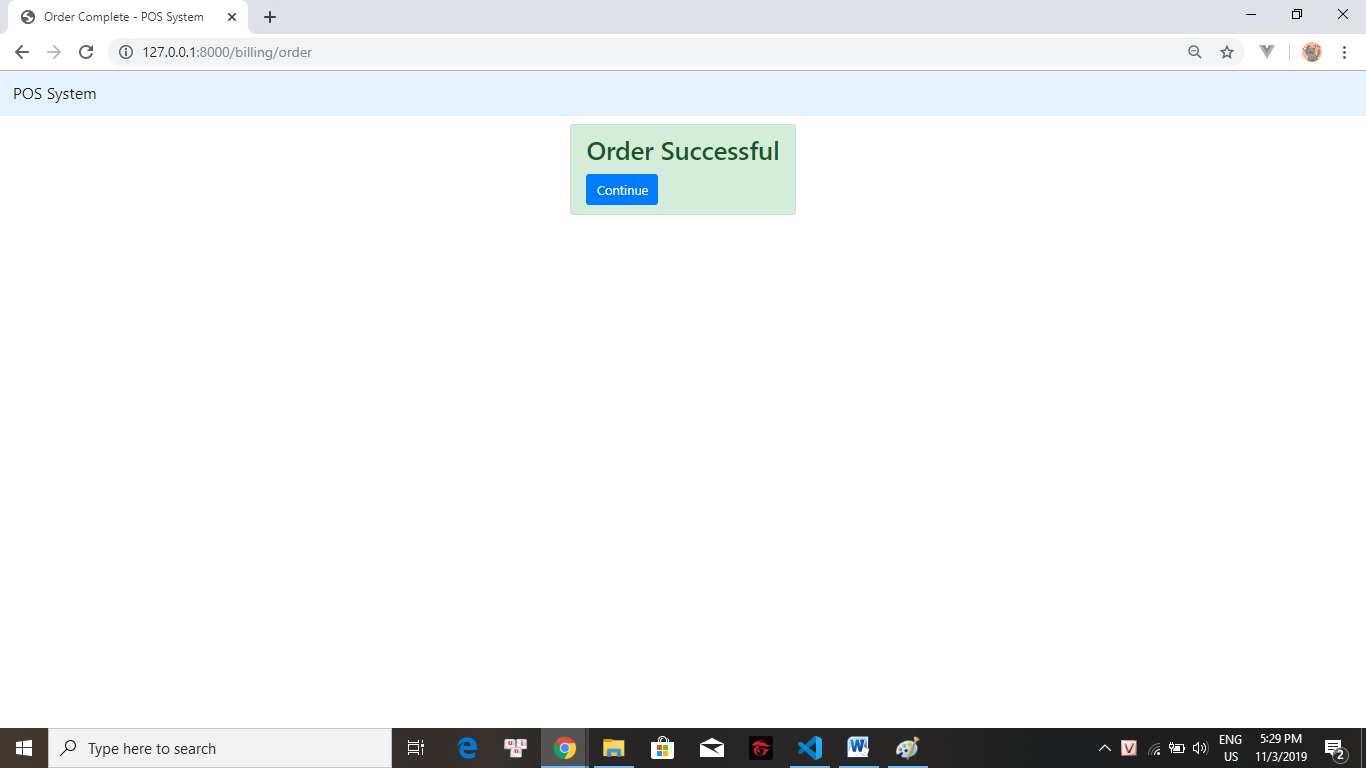 Order Complete - POS System
127.0.0.1:8000/billing/order
POS System
Order Successful
Continue
Type here to search
ENG
US
5:29 PM
11/3/2019
2